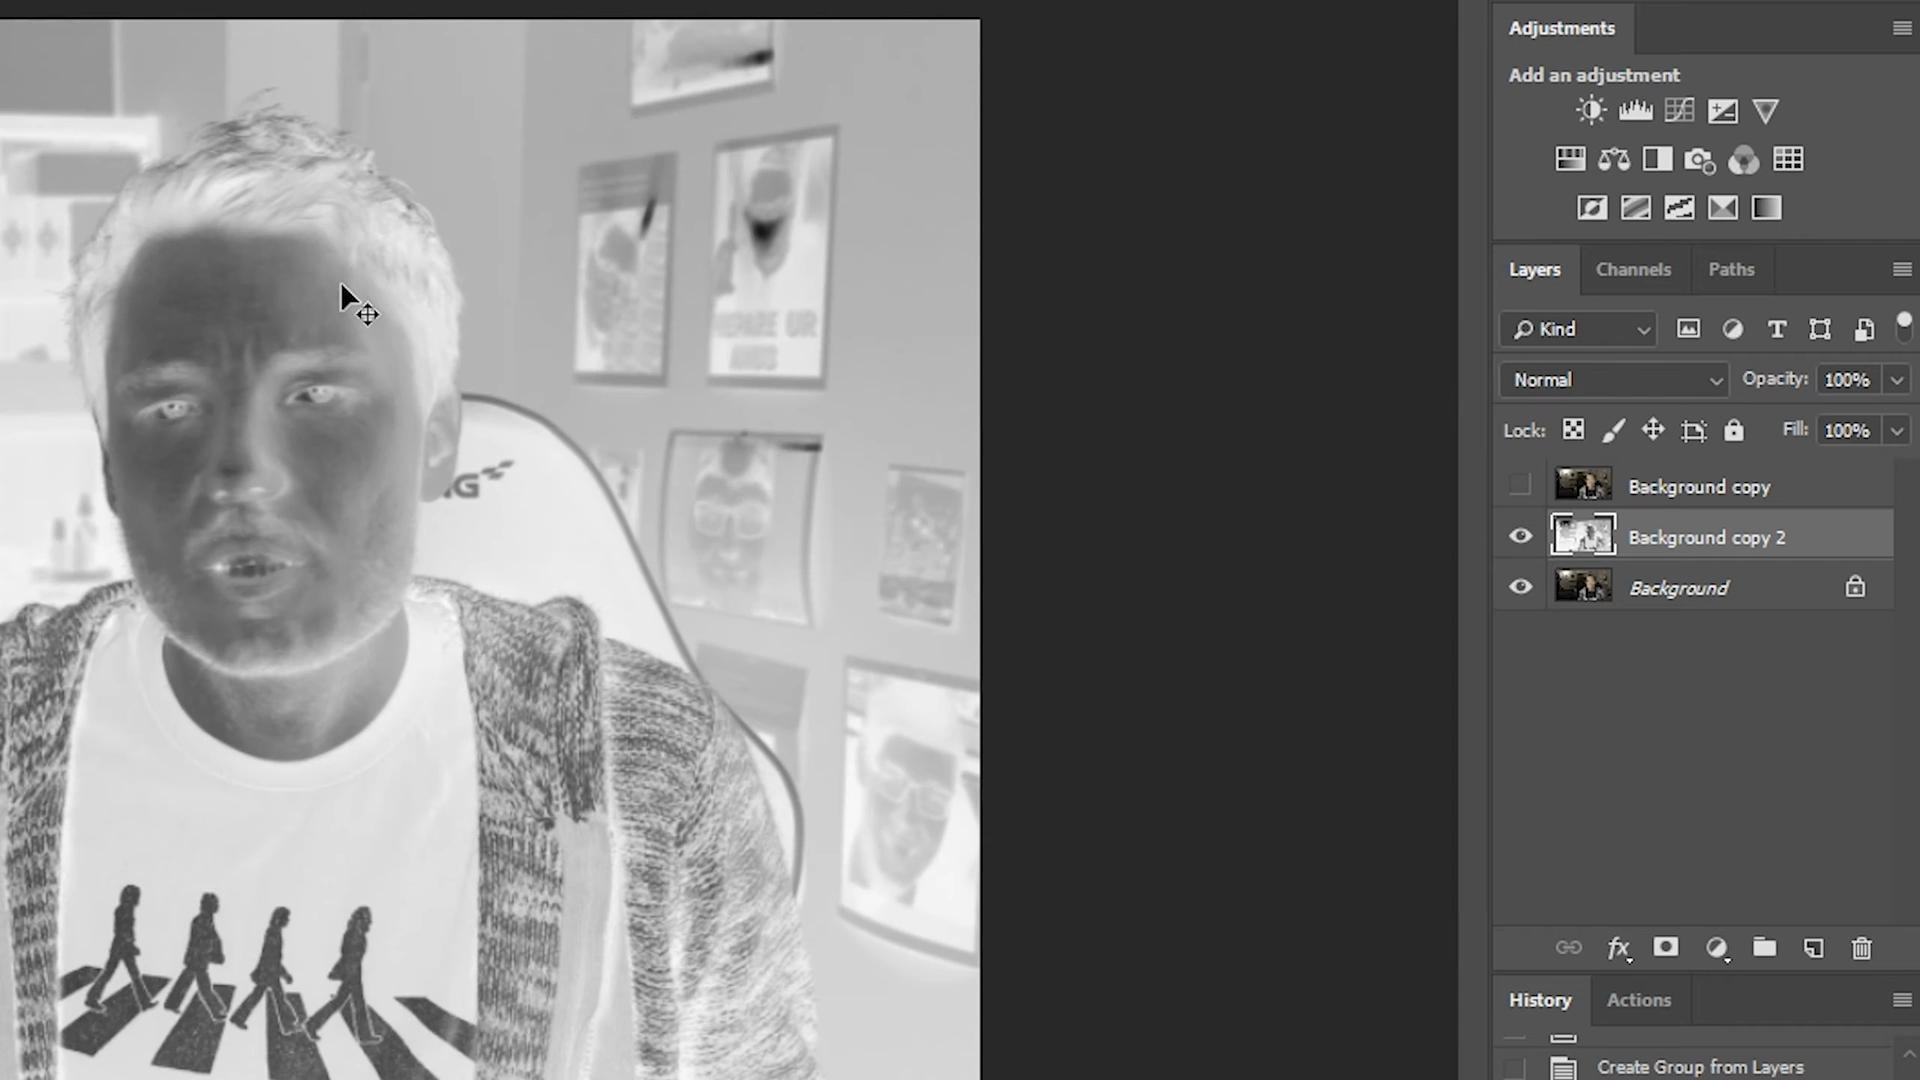 Adjustments
Add an adjustment
Layers
Channels
Paths
Kind
Normal
Opacity: 100%
Lock:
Fill: 100%
Background copy
Background copy 2
Background
fx
History
Actions
Create Group from Layers